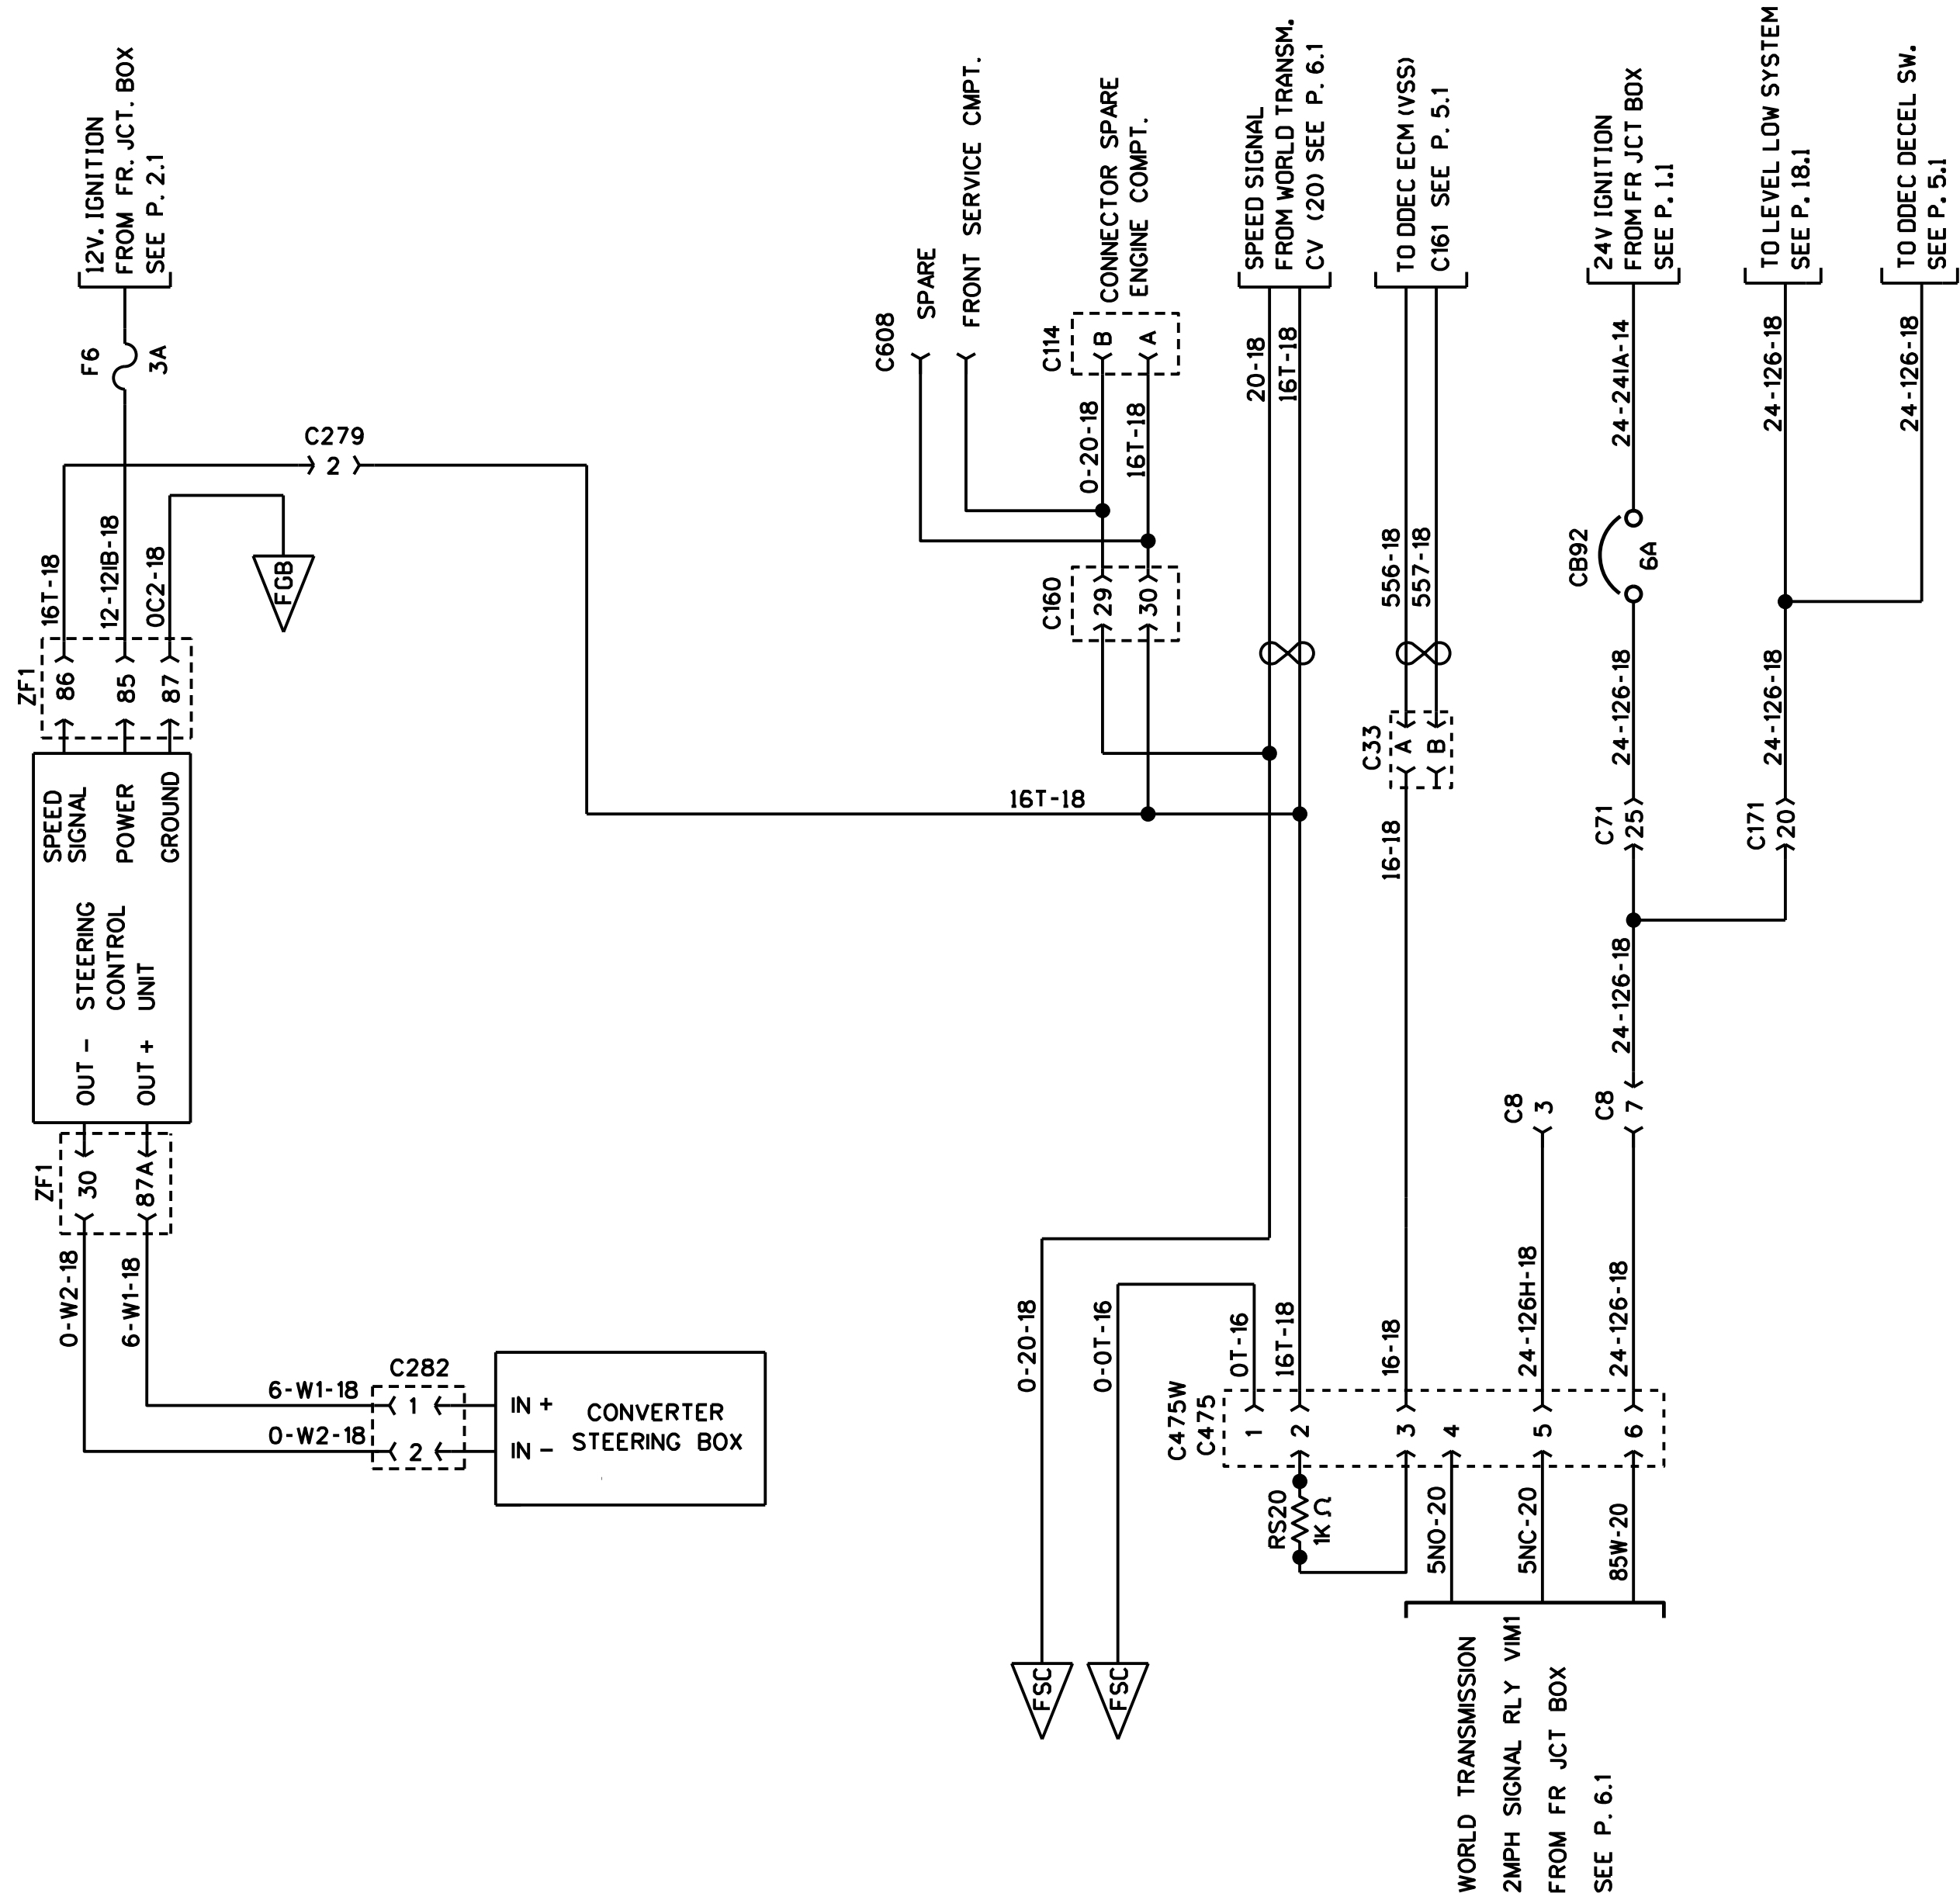 12V. IGNITION
FROM FR. JCT. BOX
SEE P. 2.1
F6
3A
C279
2
16T-18
12-12IB-18
0C2-18
FGB
ZF1
86
85
87
SPEED
SIGNAL
POWER
GROUND
STEERING
CONTROL
UNIT
OUT -
OUT +
ZF1
30
87A
0-W2-18
6-W1-18
6-W1-18
0-W2-18
C282
1
2
IN +
IN -
CONVERTER
STEERING BOX
C608
SPARE
FRONT SERVICE CMPT.
C114
B
A
CONNECTOR SPARE
ENGINE COMPT.
0-20-18
16T-18
C160
29
30
16T-18
SPEED SIGNAL
FROM WORLD TRANSM.
CV (20) SEE P. 6.1
20-18
16T-18
TO DDEC ECM (VSS)
C161 SEE P. 5.1
556-18
557-18
C33
A
B
16-18
24V IGNITION
FROM FR JCT BOX
SEE P. 1.1
24-24IA-14
CB92
6A
24-126-18
C71
25
24-126-18
C8
3
C8
7
TO LEVEL LOW SYSTEM
SEE P. 18.1
24-126-18
24-126-18
C171
20
TO DDEC DECEL SW.
SEE P. 5.1
24-126-18
0-20-18
0-0T-16
0T-16
16T-18
16-18
24-126H-18
24-126-18
C475W
C475
1
2
3
4
5
6
RS20
1K Ω
5NO-20
5NC-20
85W-20
FSC
FSC
WORLD TRANSMISSION
2MPH SIGNAL RLY VIM1
FROM FR JCT BOX
SEE P. 6.1